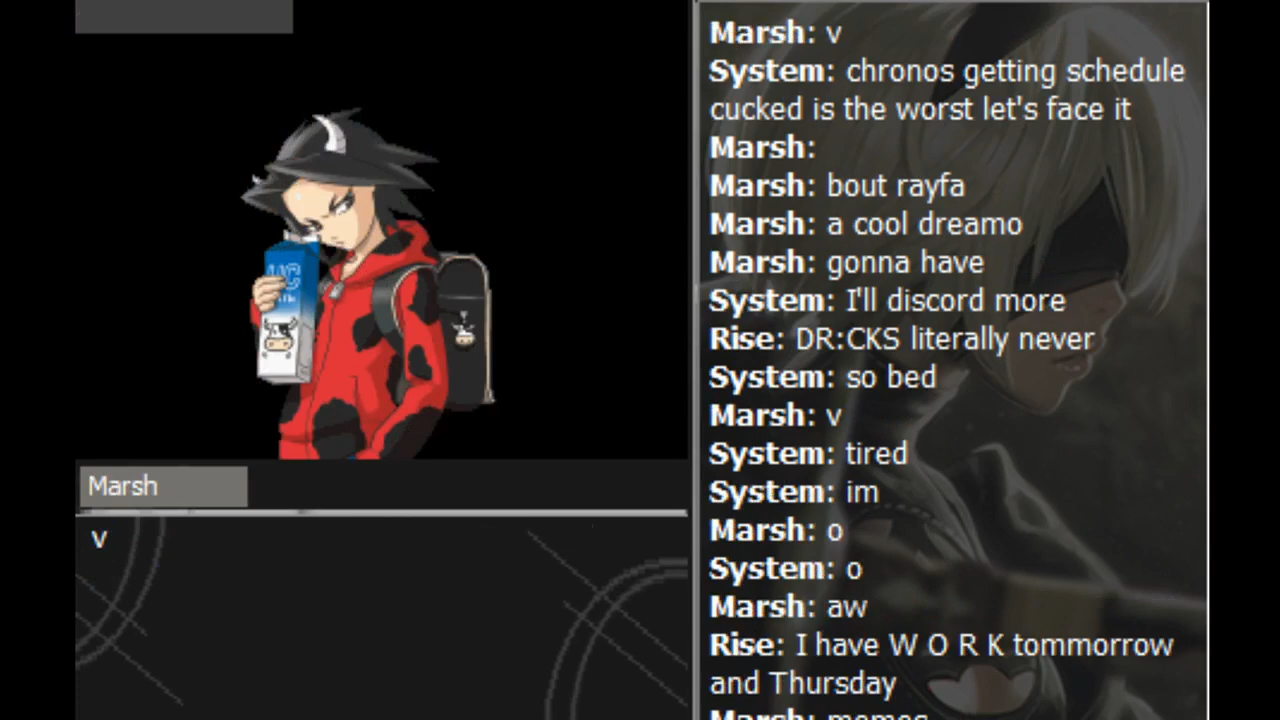 Marsh
v
Marsh: v
System: chronos getting schedule
cucked is the worst let's face it
Marsh:
Marsh: bout rayfa
Marsh: a cool dreamo
Marsh: gonna have
System: I'll discord more
Rise: DR:CKS literally never
System: so bed
Marsh: v
System: tired
System: im
Marsh: o
System: o
Marsh: aw
Rise: I have W O R K tommorrow
and Thursday
Marsh: memes